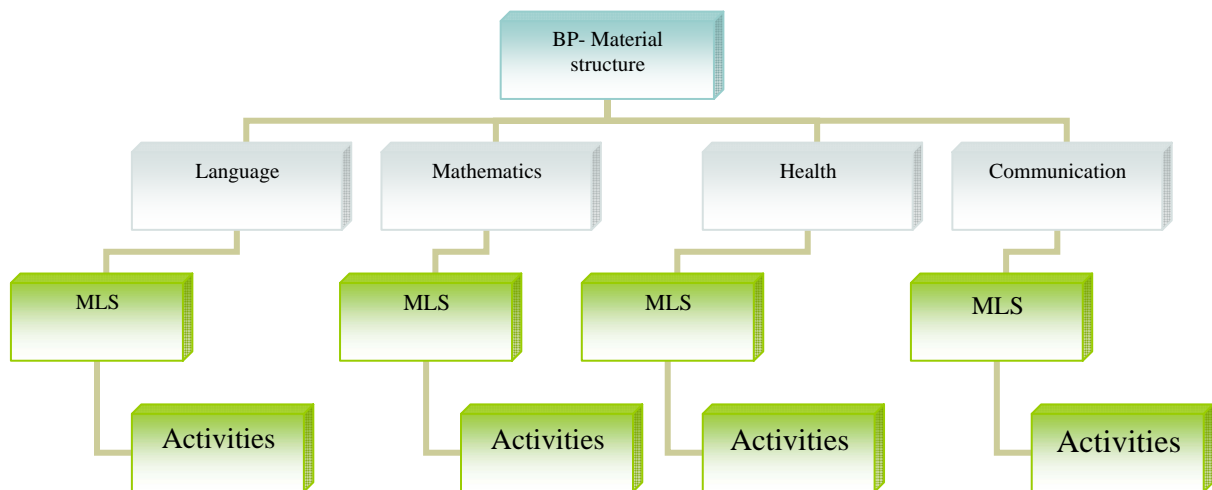 BP- Material
structure
Language
Mathematics
Health
Communication
MLS
MLS
MLS
MLS
Activities
Activities
Activities
Activities